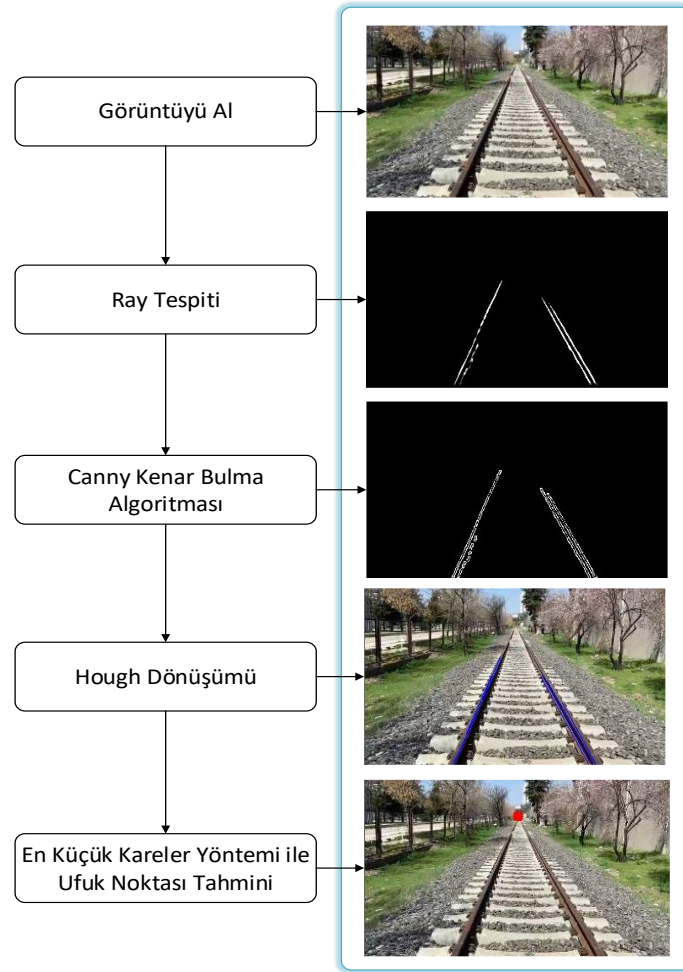 Görüntüyü Al
Ray Tespiti
Canny Kenar Bulma
Algoritması
Hough Dönüşümü
En Küçük Kareler Yöntemi ile
Ufuk Noktası Tahmini